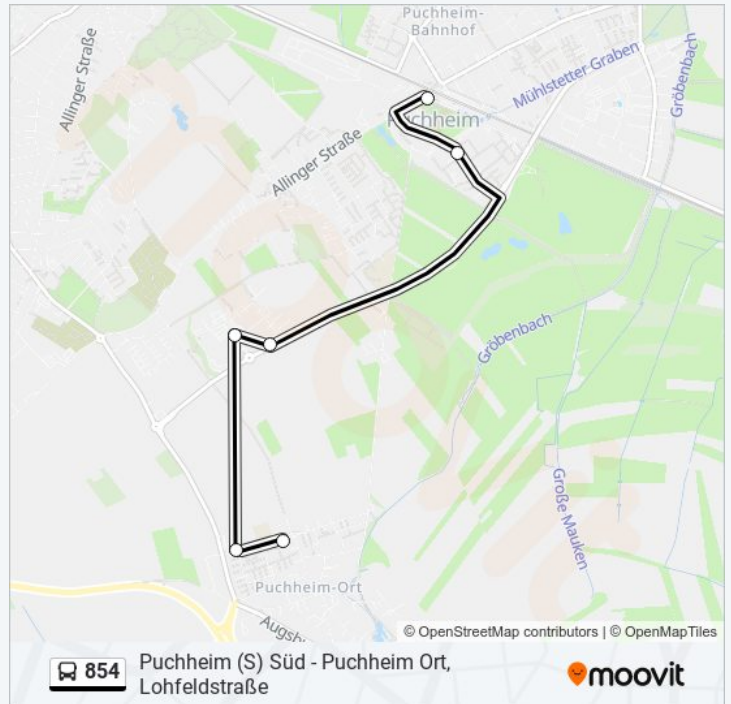 Puchheim-
Bahnhof
Allinger Straße
Mühlstetter Graben
Gröbenbach
Puchheim
Allinger Straße
Gröbenbach
Große Mauken
Puchheim-Ort
Augsb
© OpenStreetMap contributors | © OpenMapTiles
854
Puchheim (S) Süd - Puchheim Ort,
Lohfeldstraße
moovit